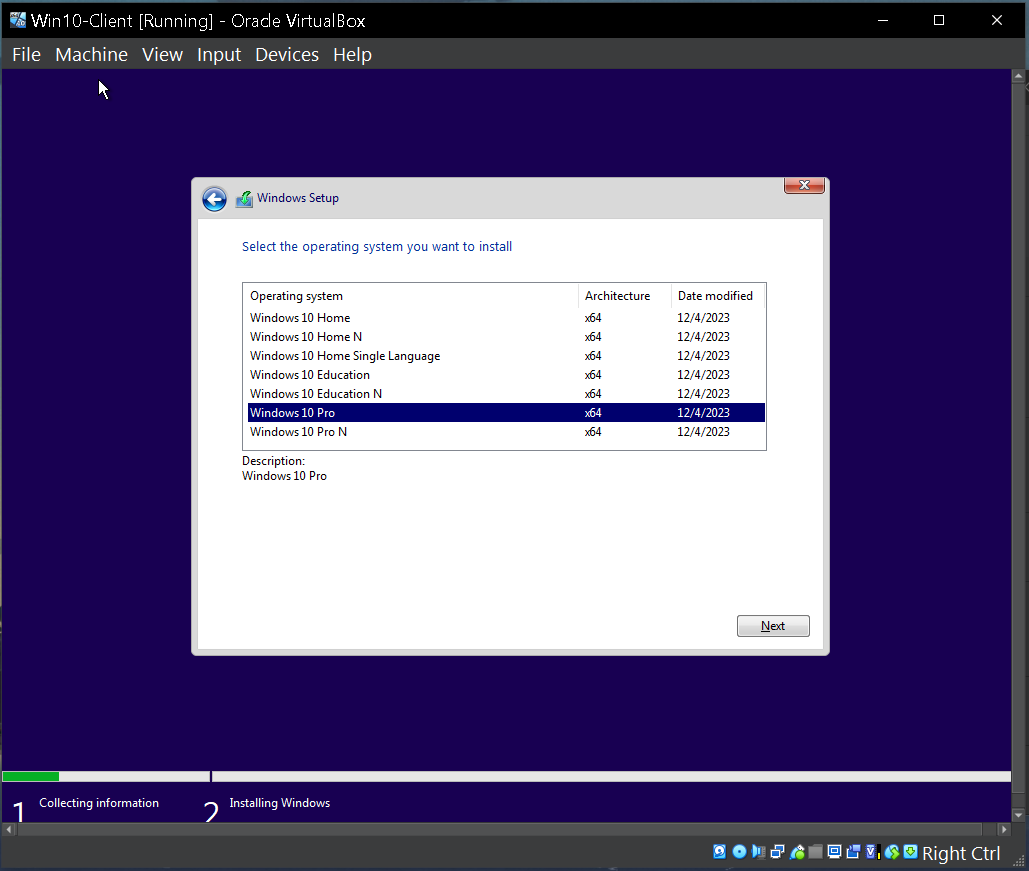 Win10-Client [Running] - Oracle VirtualBox
File Machine View Input Devices Help
Windows Setup
Select the operating system you want to install
Operating system Architecture Date modified
Windows 10 Home x64 12/4/2023
Windows 10 Home N x64 12/4/2023
Windows 10 Home Single Language x64 12/4/2023
Windows 10 Education x64 12/4/2023
Windows 10 Education N x64 12/4/2023
Windows 10 Pro x64 12/4/2023
Windows 10 Pro N x64 12/4/2023
Description:
Windows 10 Pro
Next
1 Collecting information 2 Installing Windows
Right Ctrl